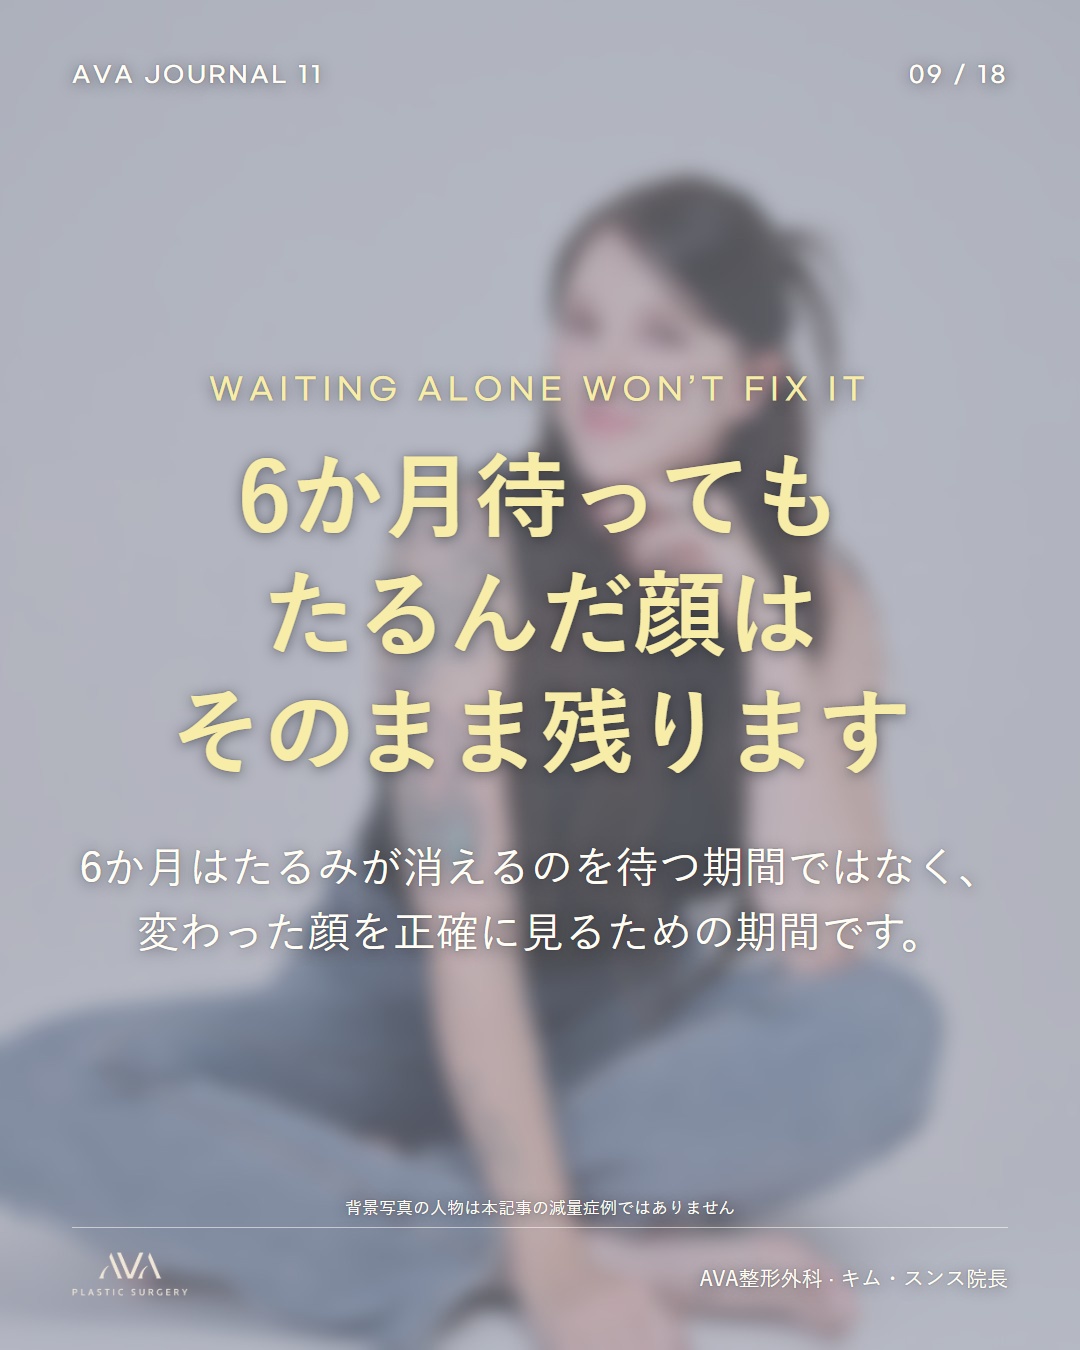 AVA JOURNAL 11
09 / 18
WAITING ALONE WON’T FIX IT
6か月待っても
たるんだ顔は
そのまま残ります
6か月はたるみが消えるのを待つ期間ではなく、
変わった顔を正確に見るための期間です。
背景写真の人物は本記事の減量症例ではありません
AVA
PLASTIC SURGERY
AVA整形外科 · キム・スンス院長